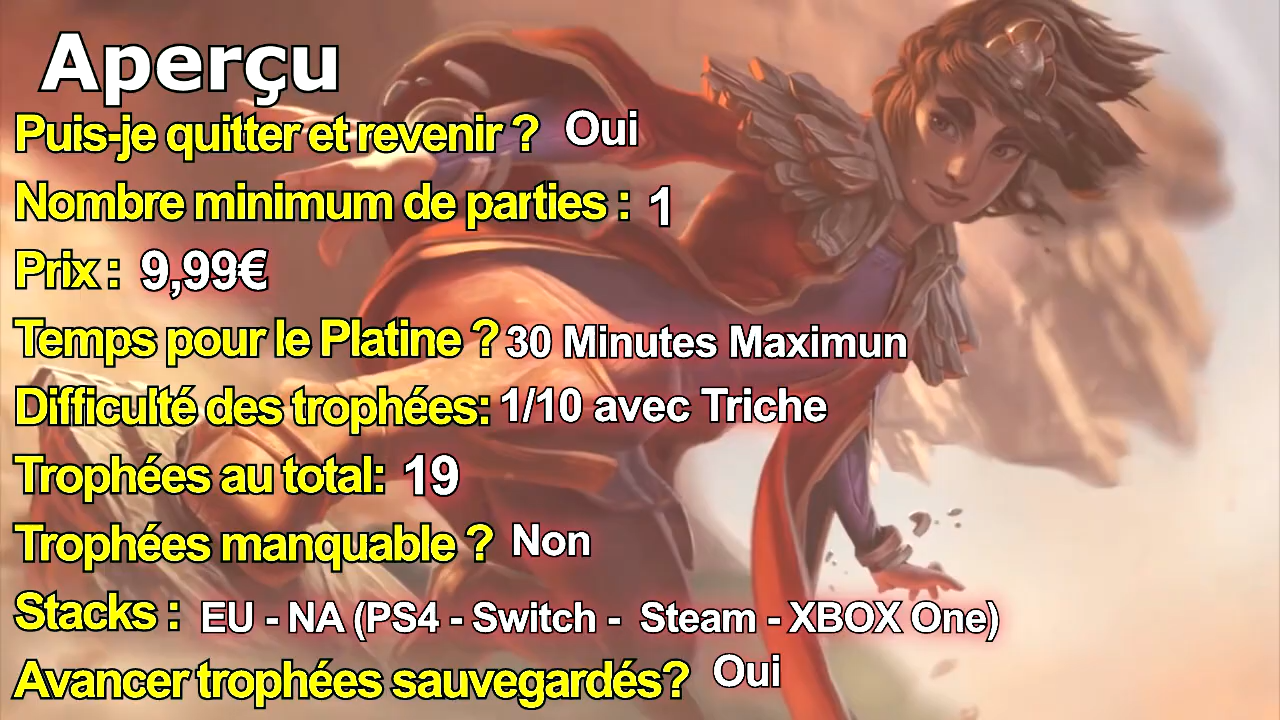 Aperçu
Puis-je quitter et revenir ? Oui
Nombre minimum de parties : 1
Prix : 9,99€
Temps pour le Platine ? 30 Minutes Maximun
Difficulté des trophées: 1/10 avec Triche
Trophées au total: 19
Trophées manquable ? Non
Stacks : EU - NA (PS4 - Switch - Steam - XBOX One)
Avancer trophées sauvegardés? Oui